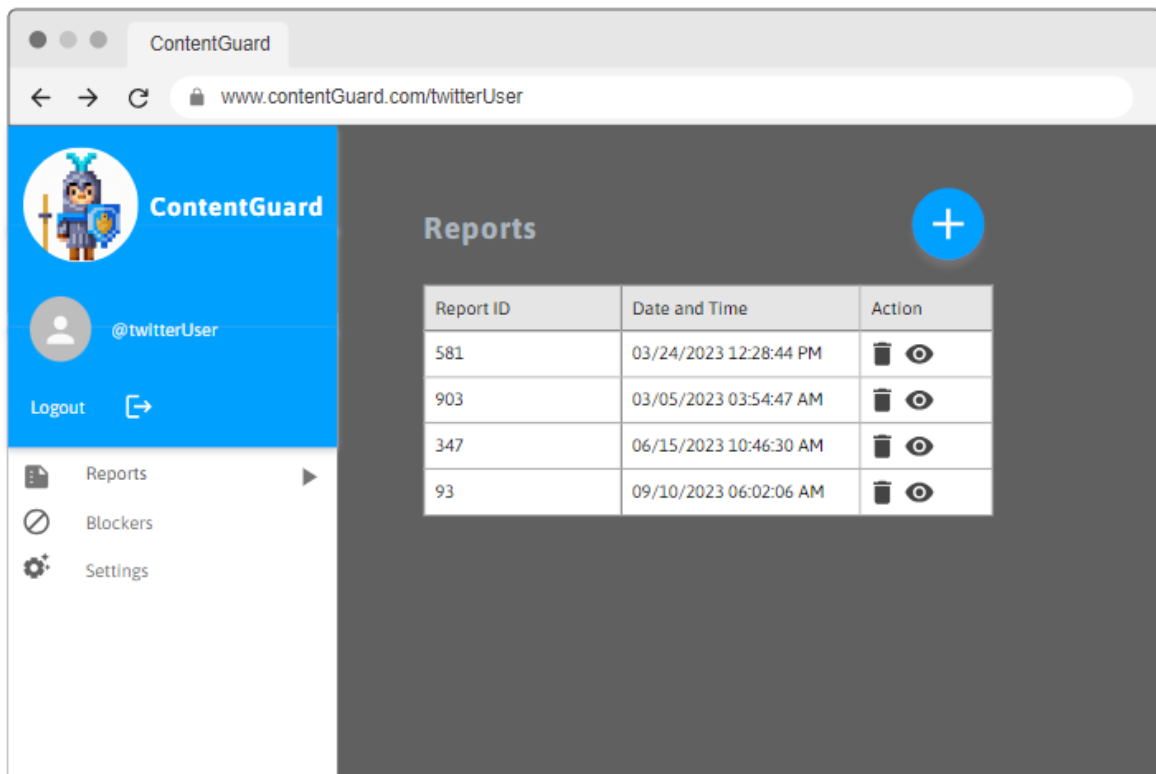 ContentGuard
www.contentGuard.com/twitterUser
ContentGuard
@twitterUser
Logout
Reports
Blockers
Settings
Reports
Report ID Date and Time Action
581 03/24/2023 12:28:44 PM
903 03/05/2023 03:54:47 AM
347 06/15/2023 10:46:30 AM
93 09/10/2023 06:02:06 AM